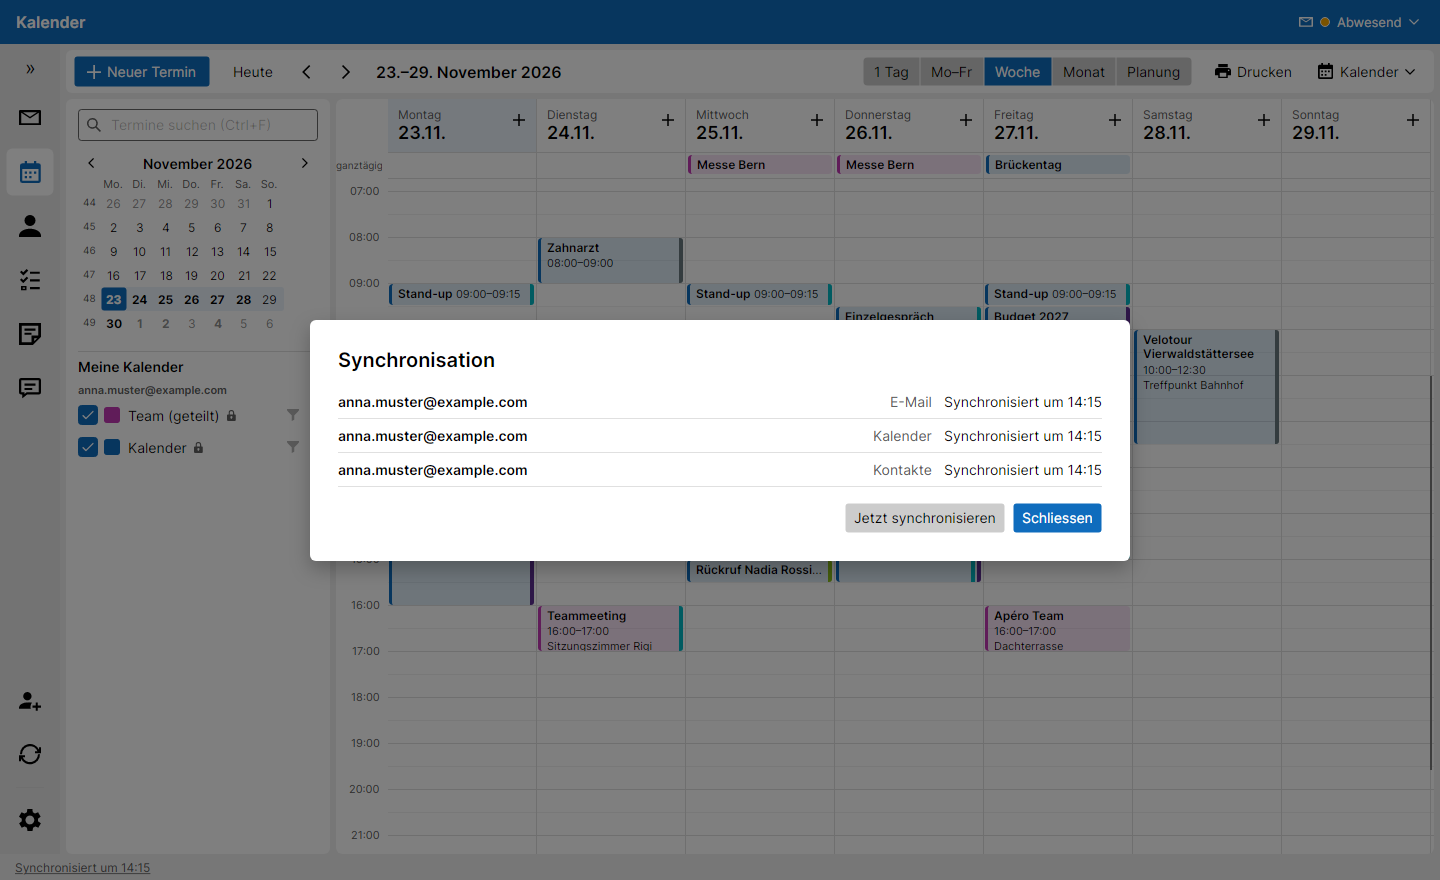 Kalender
Abwesend
Neuer Termin
Heute
23.–29. November 2026
1 Tag
Mo–Fr
Woche
Monat
Planung
Drucken
Kalender
Termine suchen (Ctrl+F)
November 2026
Mo. Di. Mi. Do. Fr. Sa. So.
44 26 27 28 29 30 31 1
45 2 3 4 5 6 7 8
46 9 10 11 12 13 14 15
47 16 17 18 19 20 21 22
48 23 24 25 26 27 28 29
49 30 1 2 3 4 5 6
Meine Kalender
anna.muster@example.com
Team (geteilt)
Kalender
Montag
23.11.
Dienstag
24.11.
Mittwoch
25.11.
Donnerstag
26.11.
Freitag
27.11.
Samstag
28.11.
Sonntag
29.11.
ganztägig
Messe Bern
Messe Bern
Brückentag
07:00
08:00
Zahnarzt
08:00–09:00
09:00
Stand-up 09:00–09:15
Stand-up 09:00–09:15
Stand-up 09:00–09:15
Einzelgespräch
Budget 2027
Velotour
Vierwaldstättersee
10:00–12:30
Treffpunkt Bahnhof
Synchronisation
anna.muster@example.com E-Mail Synchronisiert um 14:15
anna.muster@example.com Kalender Synchronisiert um 14:15
anna.muster@example.com Kontakte Synchronisiert um 14:15
Jetzt synchronisieren
Schliessen
Rückruf Nadia Rossi...
16:00
Teammeeting
16:00–17:00
Sitzungszimmer Rigi
Apéro Team
16:00–17:00
Dachterrasse
17:00
18:00
19:00
20:00
21:00
Synchronisiert um 14:15